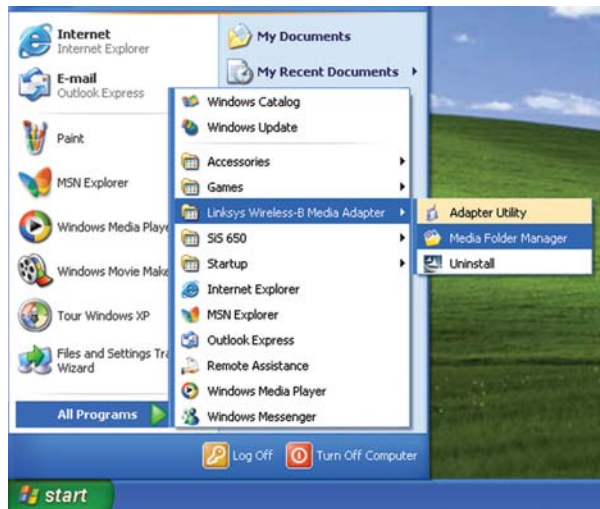 Internet
Internet Explorer
E-mail
Outlook Express
Paint
MSN Explorer
Windows Media Playe
Windows Movie Make
Tour Windows XP
Files and Settings Tra
Wizard
All Programs
My Documents
My Recent Documents
Windows Catalog
Windows Update
Accessories
Games
Linksys Wireless-B Media Adapter
SiS 650
Startup
Internet Explorer
MSN Explorer
Outlook Express
Remote Assistance
Windows Media Player
Windows Messenger
Adapter Utility
Media Folder Manager
Uninstall
Log Off
Turn Off Computer
start